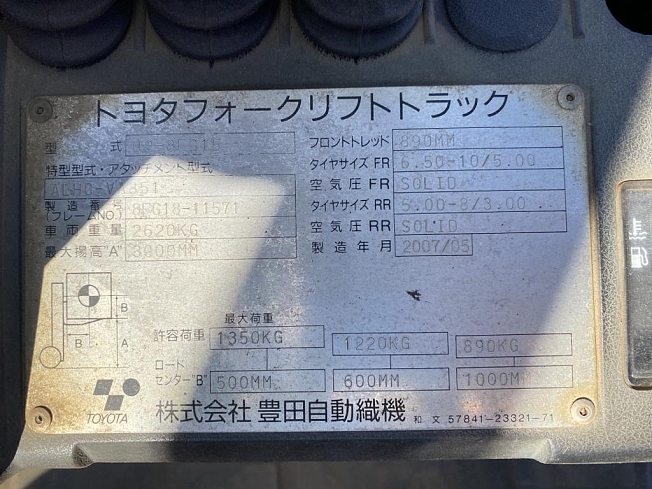 トヨタフォークリフトトラック
型 式 8FG15
特型型式・アタッチメント型式
製造番号 8FG18-11571
(フレームNO.)
車両重量 2620KG
最大揚高"A" 3000MM
フロントトレッド 890MM
タイヤサイズ FR 6.50-10/5.00
空気圧 FR SOLID
タイヤサイズ RR 5.00-8/3.00
空気圧 RR SOLID
製造年月 2007/05
B
B
A
最大荷重
許容荷重 1350KG 1220KG 890KG
ロード
センター"B" 500MM 600MM 1000M
TOYOTA 株式会社 豊田自動織機 和文 57841-23321-71